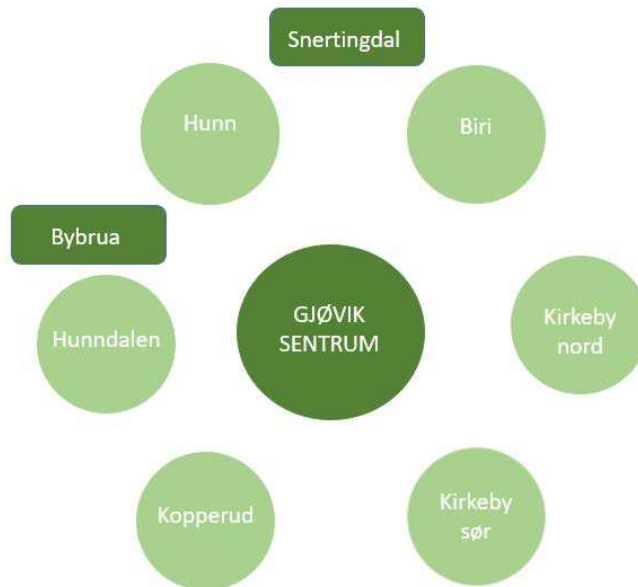 Snertingdal
Hunn
Biri
Bybrua
Hunndalen
GJØVIK
SENTRUM
Kirkeby
nord
Kopperud
Kirkeby
sør